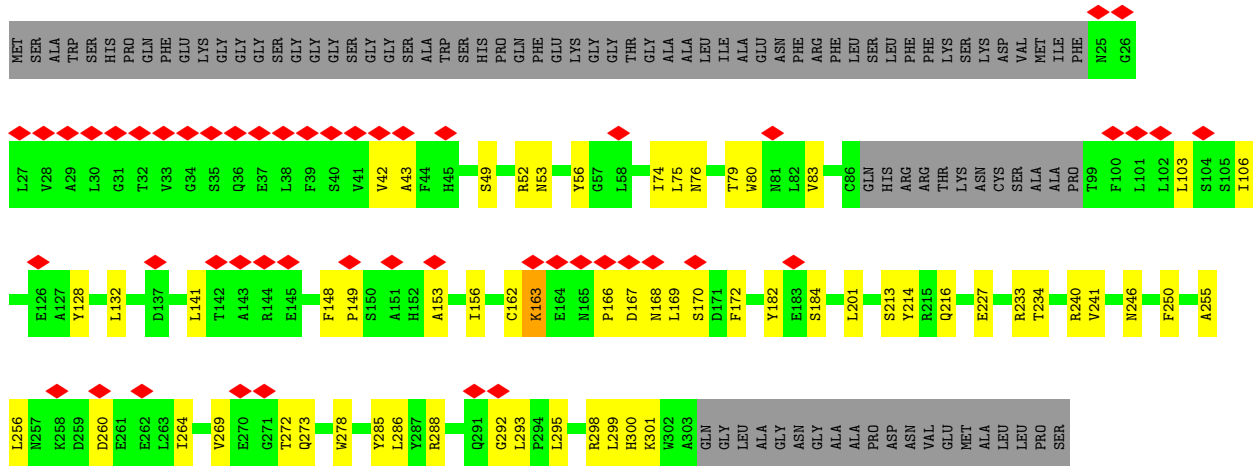 MET SER ALA TRP SER HIS PRO GLN PHE GLU LYS GLY GLY GLY SER GLY GLY GLY SER GLY GLY SER ALA TRP SER HIS PRO GLN PHE GLU LYS GLY GLY THR GLY ALA ALA LEU ILE ALA GLU ASN PHE ARG PHE LEU SER LEU PHE PHE LYS SER LYS ASP VAL MET ILE PHE N25 G26
L27 V28 A29 L30 G31 T32 V33 G34 S35 Q36 E37 L38 F39 S40 V41 V42 A43 F44 H45 S49 R52 N53 Y56 G57 L58 I74 L75 N76 T79 W80 N81 L82 V83 C86 GLN HIS ARG ARG THR LYS ASN CYS SER ALA ALA PRO T99 F100 L101 L102 L103 S104 S105 I106
E126 A127 Y128 L132 D137 L141 T142 A143 R144 E145 F148 P149 S150 A151 H152 A153 I156 C162 K163 E164 N165 P166 D167 N168 L169 S170 D171 F172 Y182 E183 S184 L201 S213 Y214 R215 Q216 E227 R233 T234 R240 V241 N246 F250 A255
L256 N257 K258 D259 D260 E261 E262 L263 I264 V269 E270 G271 T272 Q273 W278 Y285 L286 Y287 R288 Q291 G292 L293 P294 L295 R298 L299 H300 K301 W302 A303 GLN GLY LEU ALA GLY ASN GLY ALA ALA PRO ASP ASN VAL GLU MET ALA LEU LEU PRO SER